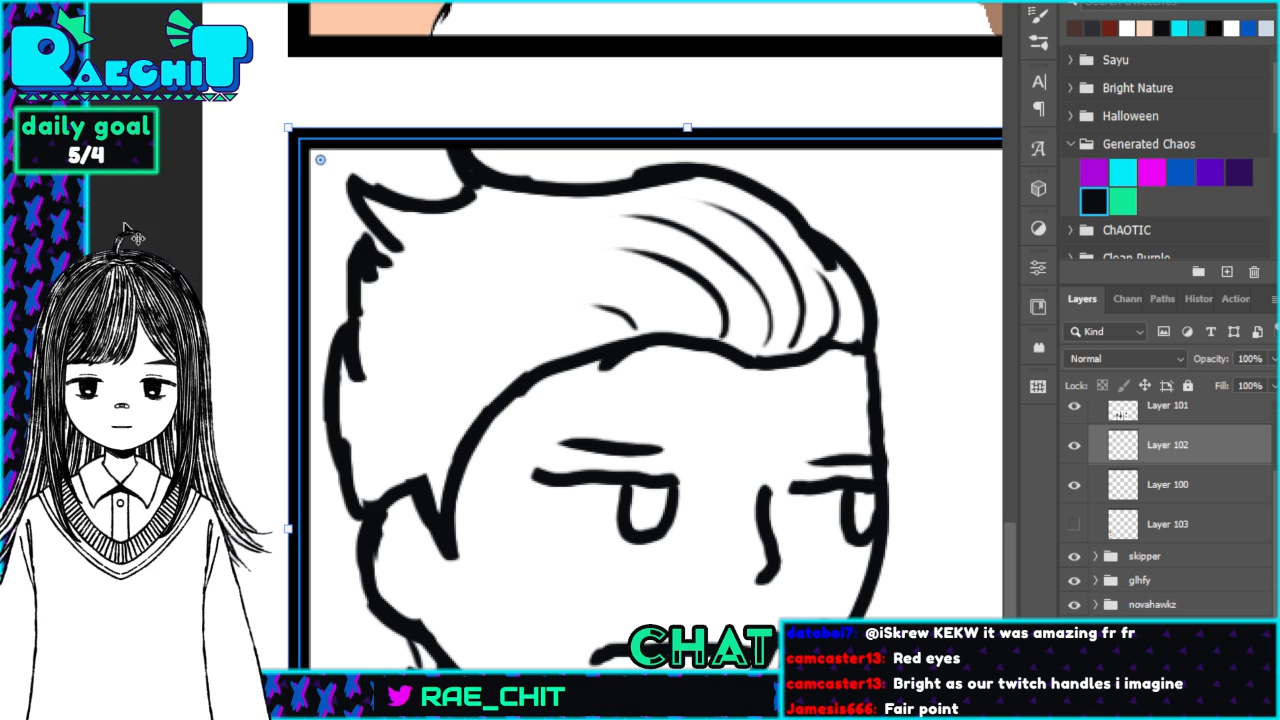 RAECHIT
daily goal
5/4
Sayu
Bright Nature
Halloween
Generated Chaos
ChAOTIC
Clean Purple
Layers Chann Paths Histor Action
Kind
Normal Opacity: 100%
Lock: Fill: 100%
Layer 101
Layer 102
Layer 100
Layer 103
skipper
glhfy
novahawkz
CHAT
databoi7: @iSkrew KEKW it was amazing fr fr
camcaster13: Red eyes
camcaster13: Bright as our twitch handles i imagine
Jamesis666: Fair point
RAE_CHIT